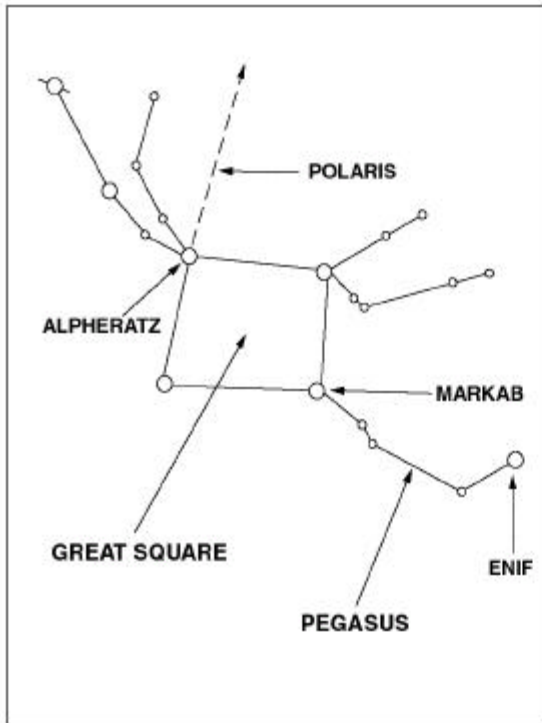 POLARIS
ALPHERATZ
MARKAB
GREAT SQUARE
ENIF
PEGASUS